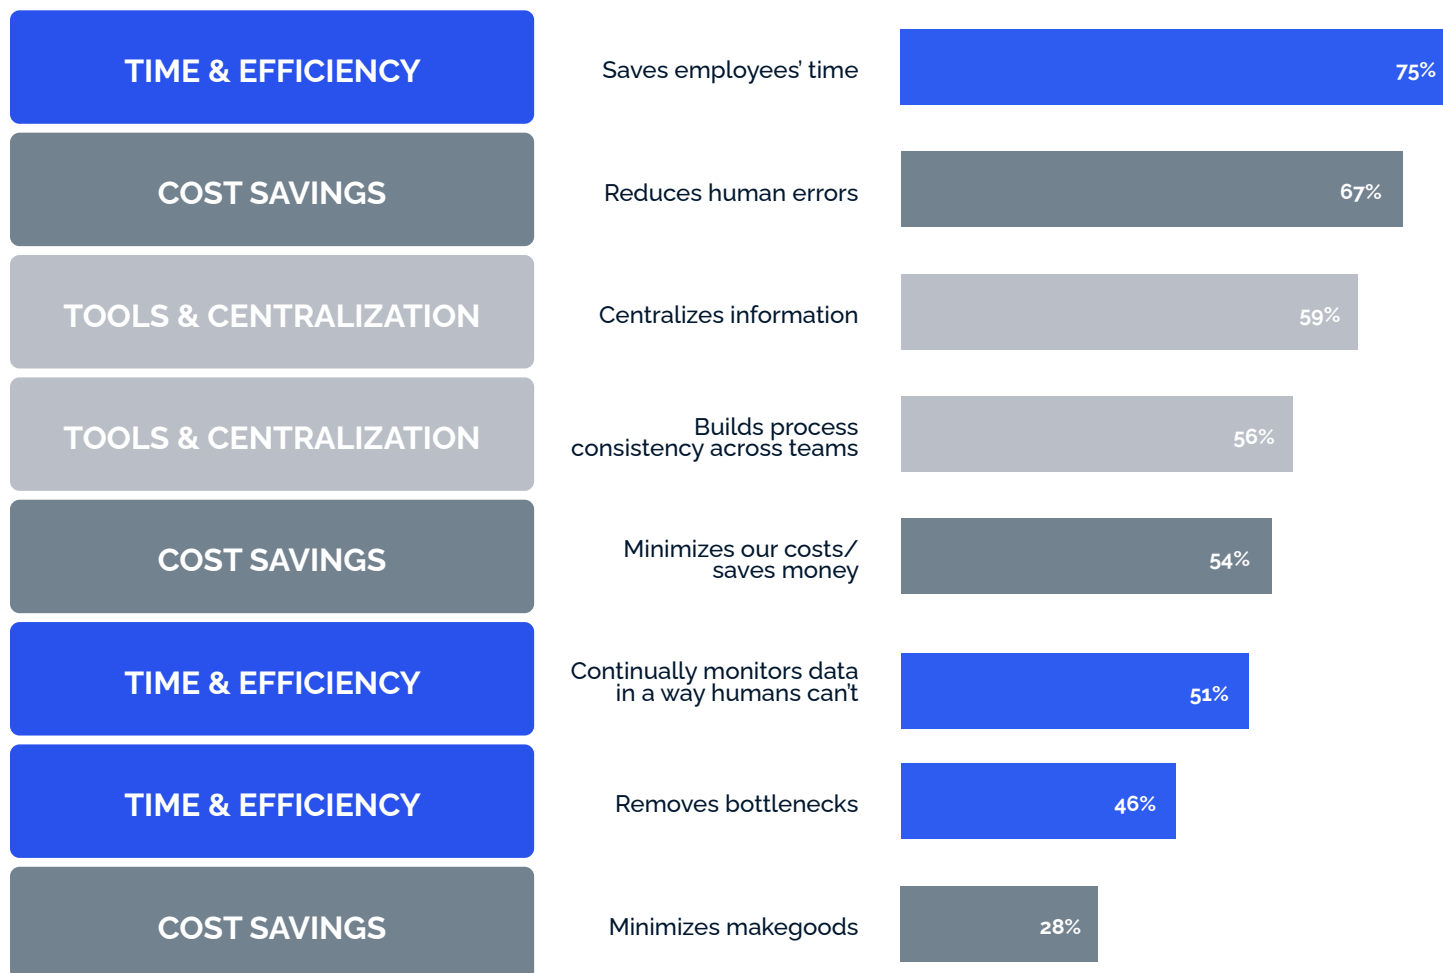 TIME & EFFICIENCY
Saves employees’ time
75%
COST SAVINGS
Reduces human errors
67%
TOOLS & CENTRALIZATION
Centralizes information
59%
TOOLS & CENTRALIZATION
Builds process
consistency across teams
56%
COST SAVINGS
Minimizes our costs/
saves money
54%
TIME & EFFICIENCY
Continually monitors data
in a way humans can’t
51%
TIME & EFFICIENCY
Removes bottlenecks
46%
COST SAVINGS
Minimizes makegoods
28%